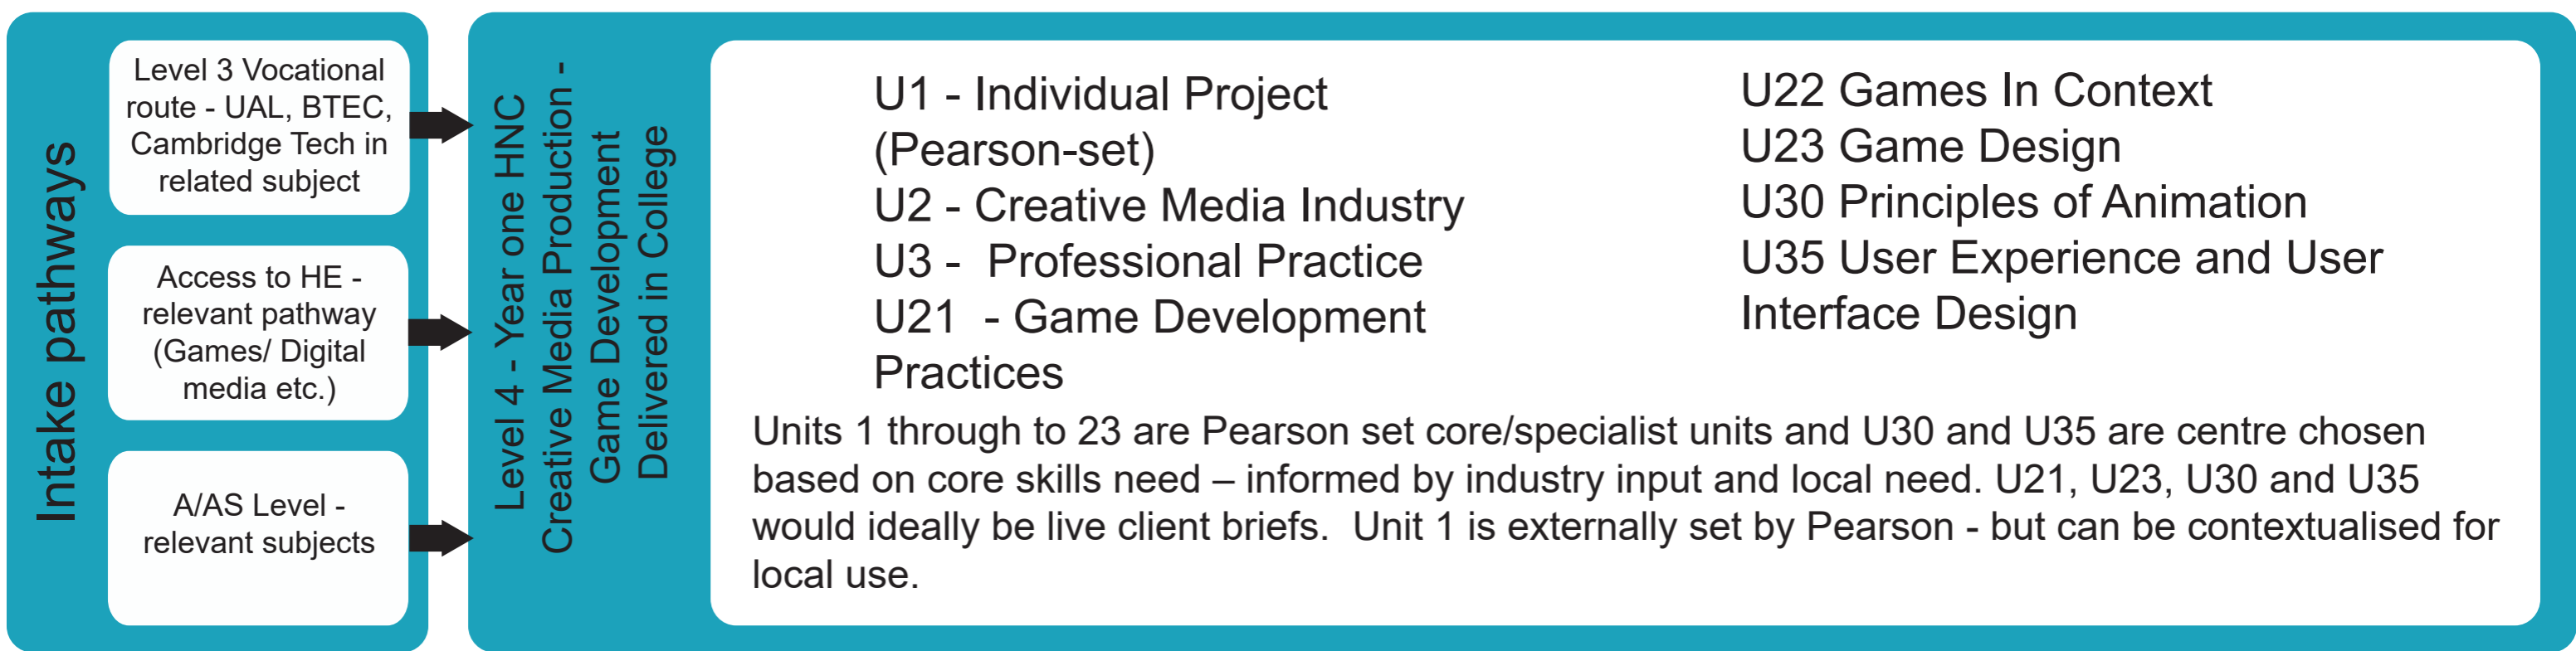 Intake pathways
Level 3 Vocational
route - UAL, BTEC,
Cambridge Tech in
related subject
Access to HE -
relevant pathway
(Games/ Digital
media etc.)
A/AS Level -
relevant subjects
Level 4 - Year one HNC
Creative Media Production -
Game Development
Delivered in College
U1 - Individual Project
(Pearson-set)
U2 - Creative Media Industry
U3 -  Professional Practice
U21  - Game Development
Practices
U22 Games In Context
U23 Game Design
U30 Principles of Animation
U35 User Experience and User
Interface Design
Units 1 through to 23 are Pearson set core/specialist units and U30 and U35 are centre chosen
based on core skills need – informed by industry input and local need. U21, U23, U30 and U35
would ideally be live client briefs.  Unit 1 is externally set by Pearson - but can be contextualised for
local use.